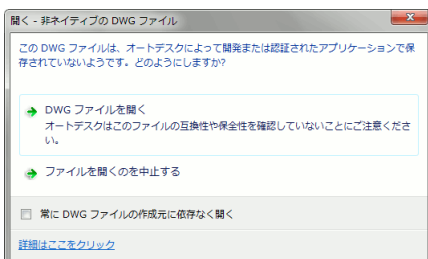 開く - 非ネイティブの DWG ファイル
この DWG ファイルは、オートデスクによって開発または認証されたアプリケーションで保
存されていないようです。どのようにしますか?
DWG ファイルを開く
オートデスクはこのファイルの互換性や保全性を確認していないことにご注意くださ
い。
ファイルを開くのを中止する
常に DWG ファイルの作成元に依存なく開く
詳細はここをクリック